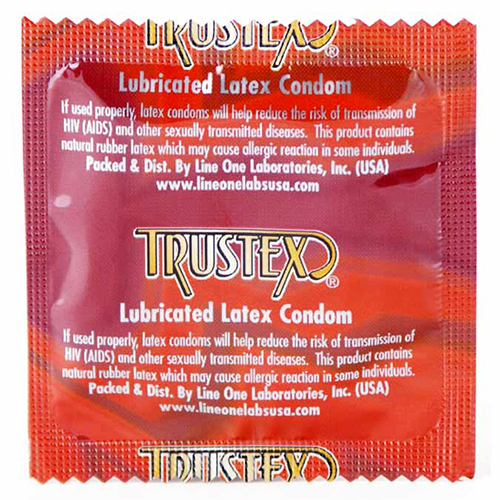 TRUSTEX®
Lubricated Latex Condom
If used properly, latex condoms will help reduce the risk of transmission of
HIV (AIDS) and other sexually transmitted diseases. This product contains
natural rubber latex which may cause allergic reaction in some individuals.
Packed & Dist. By Line One Laboratories, Inc. (USA)
www.lineonelabsusa.com
TRUSTEX®
Lubricated Latex Condom
If used properly, latex condoms will help reduce the risk of transmission of
HIV (AIDS) and other sexually transmitted diseases. This product contains
natural rubber latex which may cause allergic reaction in some individuals.
Packed & Dist. By Line One Laboratories, Inc. (USA)
www.lineonelabsusa.com
TRUSTEX